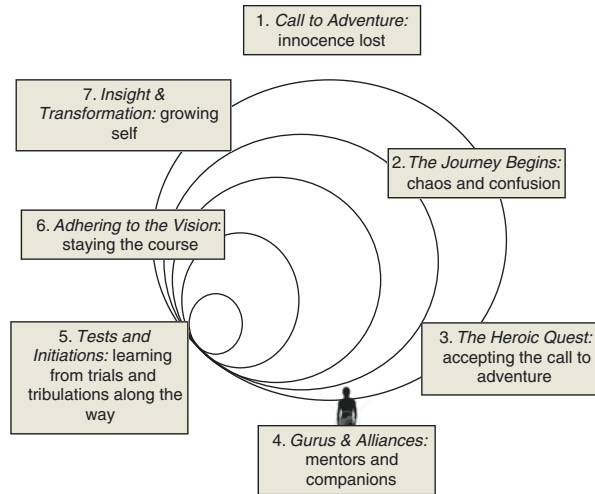 1. Call to Adventure:
innocence lost
2. The Journey Begins:
chaos and confusion
3. The Heroic Quest:
accepting the call to
adventure
4. Gurus & Alliances:
mentors and
companions
5. Tests and
Initiations: learning
from trials and
tribulations along the
way
6. Adhering to the Vision:
staying the course
7. Insight &
Transformation: growing
self